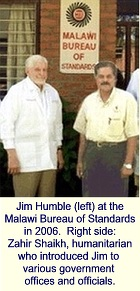 MALAWI
BUREAU
OF
STANDARDS
Jim Humble (left) at the
Malawi Bureau of Standards
in 2006.  Right side:
Zahir Shaikh, humanitarian
who introduced Jim to
various government
offices and officials.